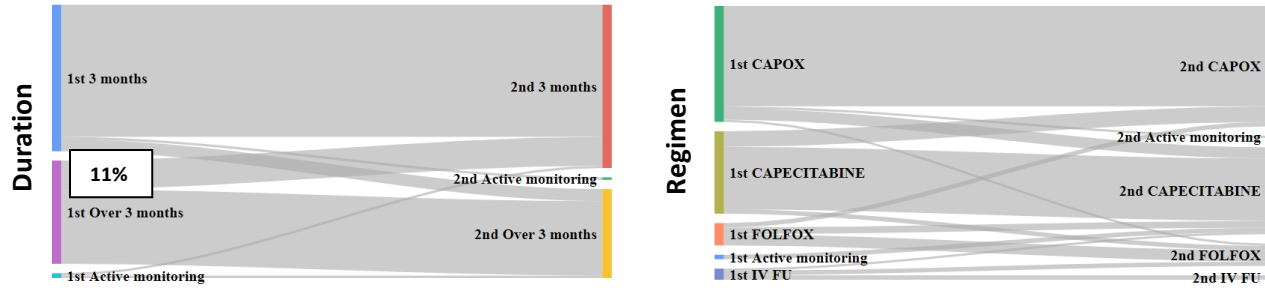 Duration
1st 3 months
11%
1st Over 3 months
1st Active monitoring
2nd 3 months
2nd Active monitoring
2nd Over 3 months
Regimen
1st CAPOX
1st CAPECITABINE
1st FOLFOX
1st Active monitoring
1st IV FU
2nd CAPOX
2nd Active monitoring
2nd CAPECITABINE
2nd FOLFOX
2nd IV FU